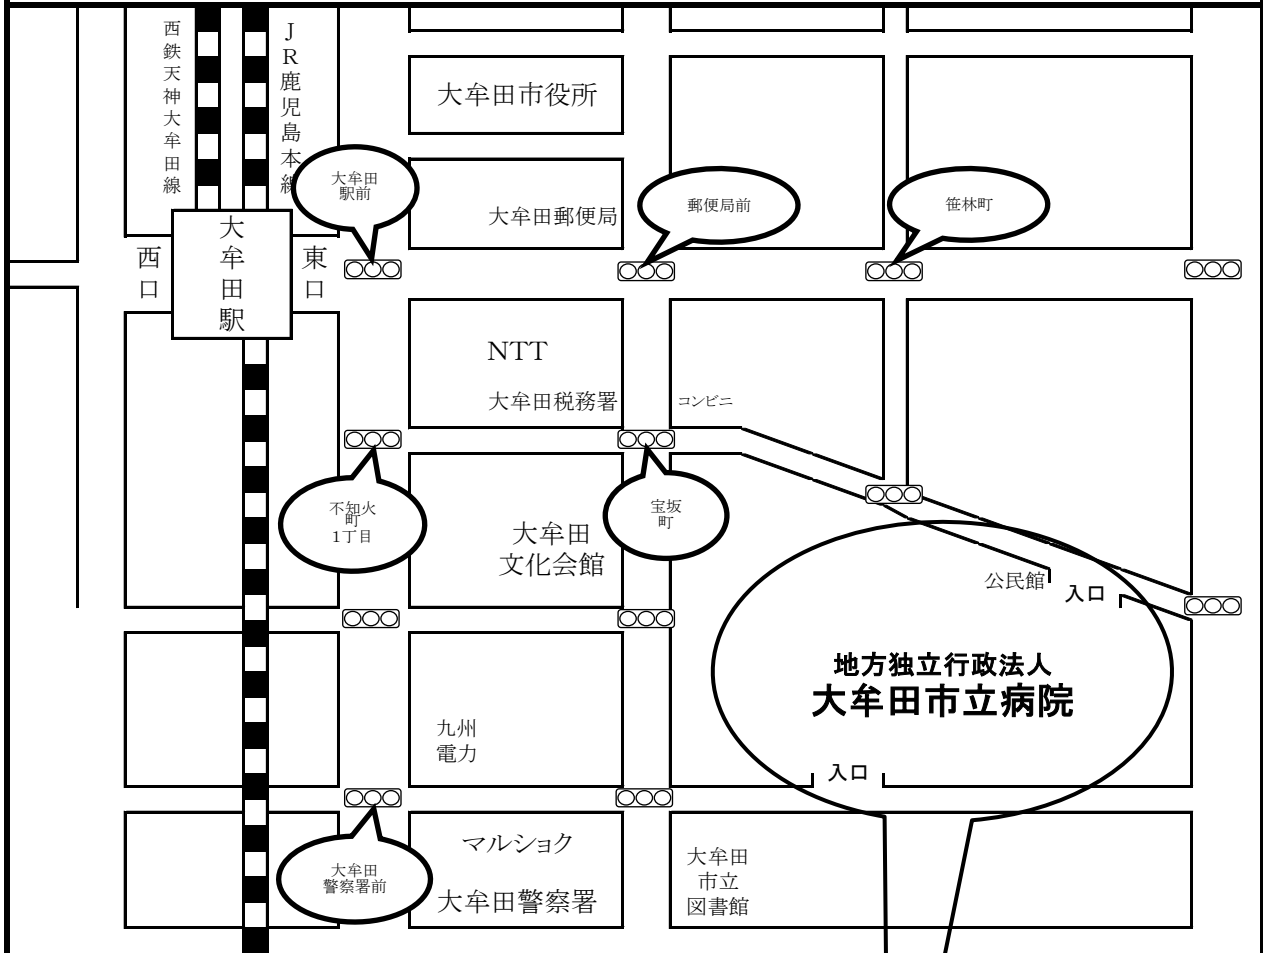 西鉄天神大牟田線
JR鹿児島本線
大牟田市役所
大牟田
駅前
大牟田郵便局
郵便局前
笹林町
大牟田駅
西口
東口
NTT
大牟田税務署
コンビニ
不知火
町
1丁目
宝坂
町
大牟田
文化会館
公民館
入口
地方独立行政法人
大牟田市立病院
九州
電力
入口
マルショク
大牟田警察署
大牟田
警察署前
大牟田
市立
図書館